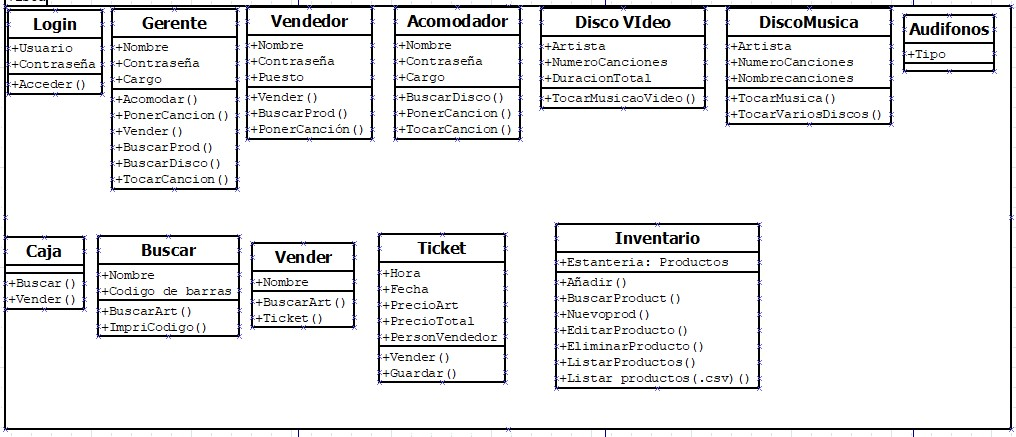 Login
+Usuario
+Contraseña
+Acceder()
Gerente
+Nombre
+Contraseña
+Cargo
+Acomodar()
+PonerCancion()
+Vender()
+BuscarProd()
+BuscarDisco()
+TocarCancion()
Vendedor
+Nombre
+Contraseña
+Puesto
+Vender()
+BuscarProd()
+PonerCanción()
Acomodador
+Nombre
+Contraseña
+Cargo
+BuscarDisco()
+PonerCancion()
+TocarCancion()
Disco VIdeo
+Artista
+NumeroCanciones
+DuracionTotal
+TocarMusicaoVideo()
DiscoMusica
+Artista
+NumeroCanciones
+Nombrecanciones
+TocarMusica()
+TocarVariosDiscos()
Audifonos
+Tipo
Caja
+Buscar()
+Vender()
Buscar
+Nombre
+Codigo de barras
+BuscarArt()
+ImpriCodigo()
Vender
+Nombre
+BuscarArt()
+Ticket()
Ticket
+Hora
+Fecha
+PrecioArt
+PrecioTotal
+PersonVendedor
+Vender()
+Guardar()
Inventario
+Estanteria: Productos
+Añadir()
+BuscarProduct()
+Nuevoprod()
+EditarProducto()
+EliminarProducto()
+ListarProductos()
+Listar productos(.csv)()